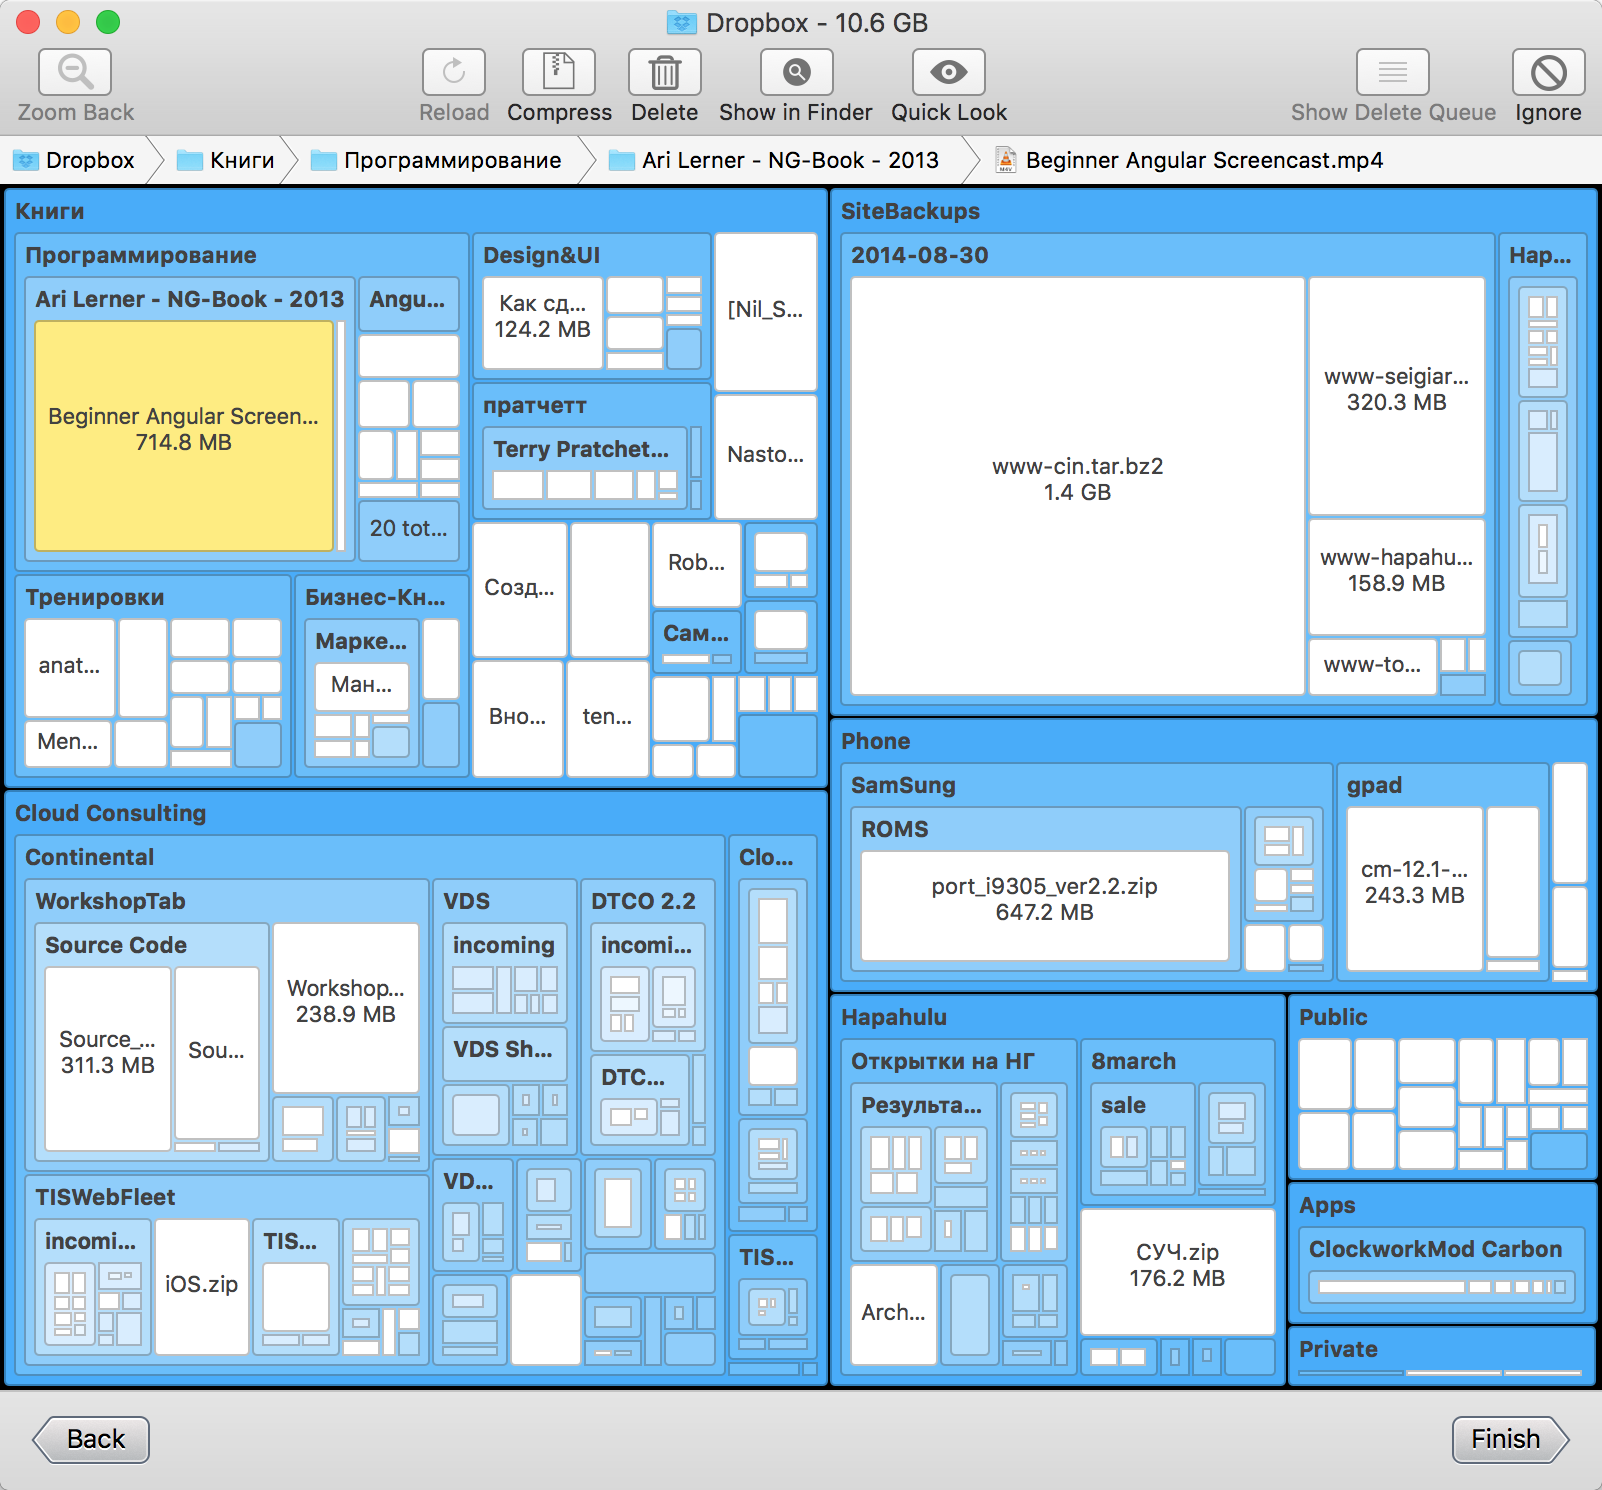 Dropbox - 10.6 GB
Zoom Back
Reload
Compress
Delete
Show in Finder
Quick Look
Show Delete Queue
Ignore
Dropbox
Книги
Программирование
Ari Lerner - NG-Book - 2013
Beginner Angular Screencast.mp4
Книги
Программирование
Ari Lerner - NG-Book - 2013
Beginner Angular Screen...
714.8 MB
Angu...
20 tot...
Design&UI
Как сд...
124.2 MB
[Nil_S...
пратчетт
Terry Pratchet...
Nasto...
Тренировки
anat...
Men...
Бизнес-Кн...
Марке...
Ман...
Созд...
Rob...
Сам...
Вно...
ten...
SiteBackups
2014-08-30
www-cin.tar.bz2
1.4 GB
www-seigiar...
320.3 MB
www-hapahu...
158.9 MB
www-to...
Hap...
Phone
SamSung
ROMS
port_i9305_ver2.2.zip
647.2 MB
gpad
cm-12.1-...
243.3 MB
Cloud Consulting
Continental
WorkshopTab
Source Code
Source_...
311.3 MB
Sou...
Workshop...
238.9 MB
VDS
incoming
VDS Sh...
VD...
DTCO 2.2
incomi...
DTC...
Clo...
TIS...
TISWebFleet
incomi...
iOS.zip
TIS...
Hapahulu
Открытки на НГ
Результа...
Arch...
8march
sale
СУЧ.zip
176.2 MB
Public
Apps
ClockworkMod Carbon
Private
Back
Finish